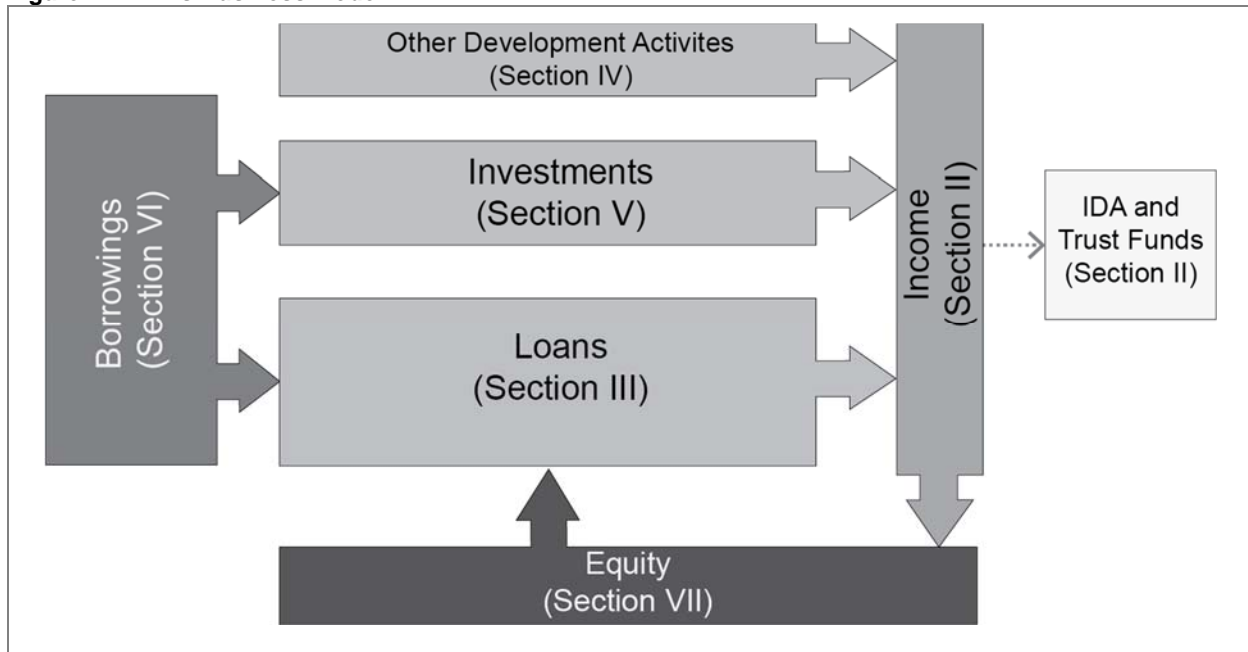 Other Development Activites
(Section IV)
Borrowings
(Section VI)
Investments
(Section V)
Loans
(Section III)
Income
(Section II)
IDA and
Trust Funds
(Section II)
Equity
(Section VII)